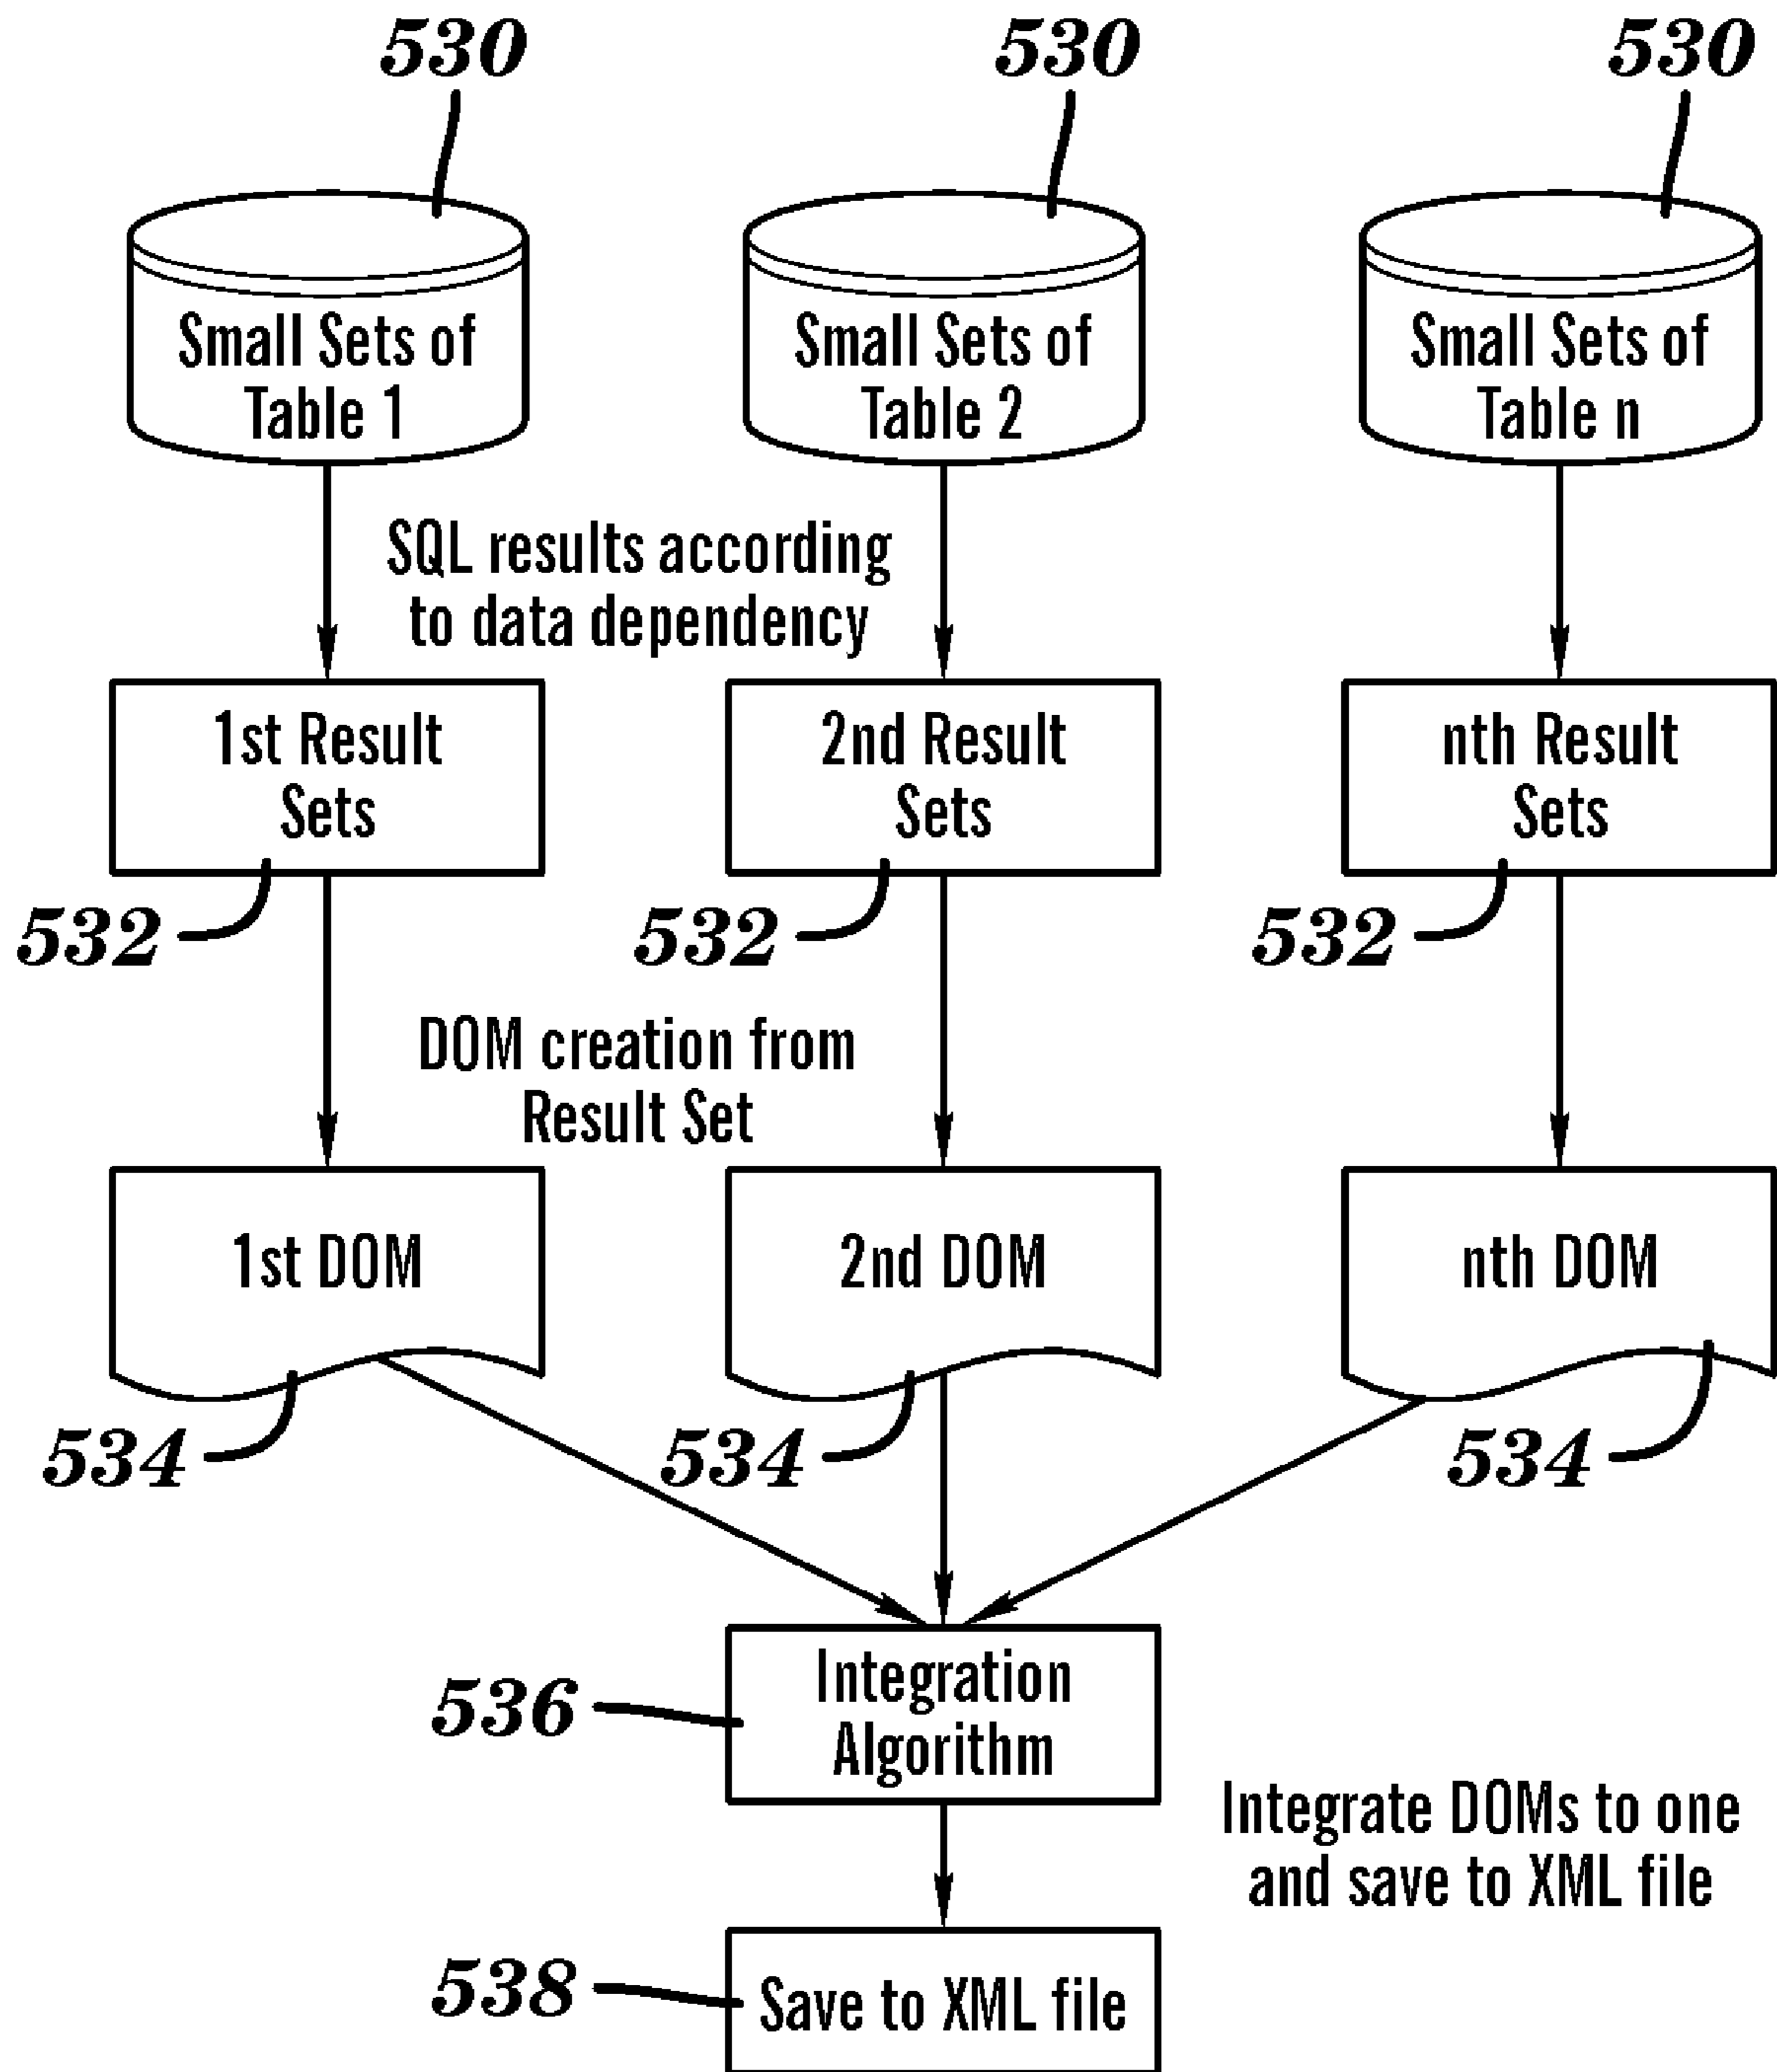 530
530
530
Small Sets of
Table 1
Small Sets of
Table 2
Small Sets of
Table n
SQL results according
to data dependency
1st Result
Sets
2nd Result
Sets
nth Result
Sets
532
532
532
DOM creation from
Result Set
1st DOM
2nd DOM
nth DOM
534
534
534
Integration
Algorithm
536
Integrate DOMs to one
and save to XML file
538
Save to XML file